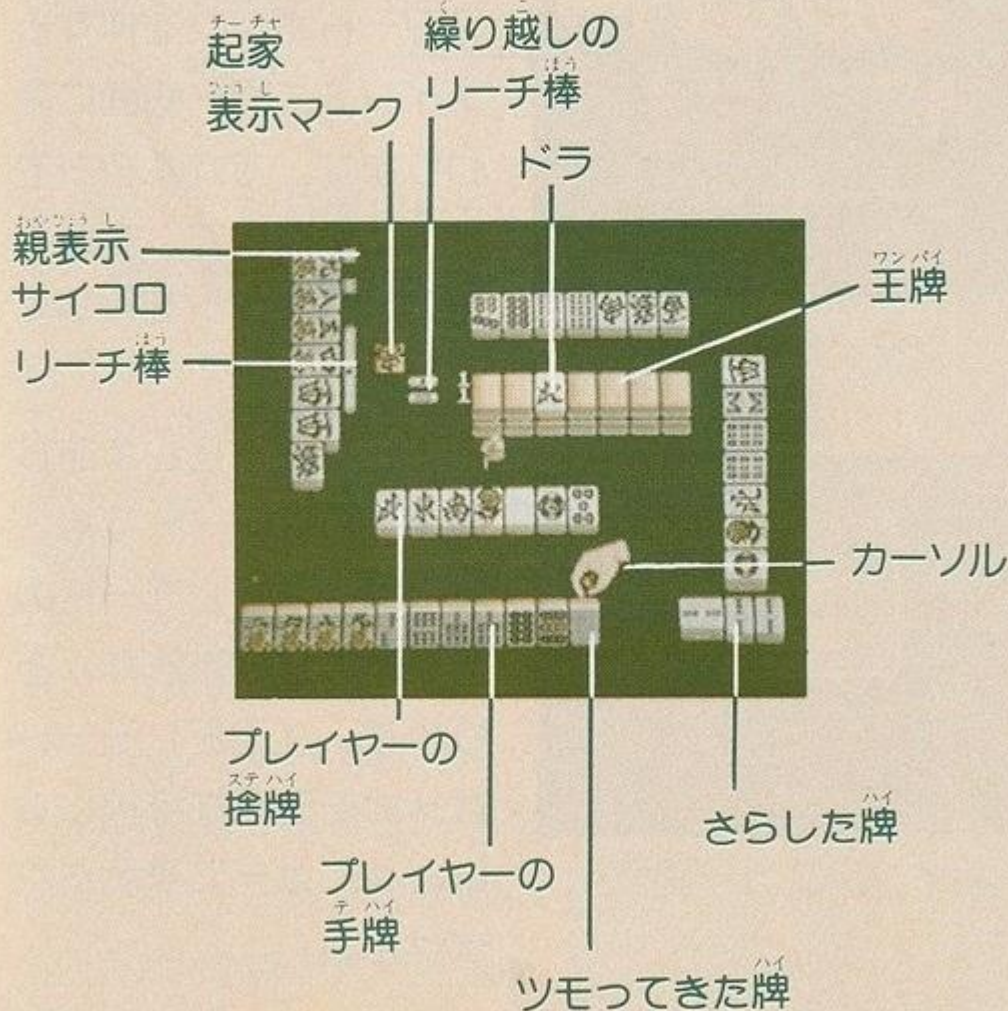 起家
表示マーク
繰り越しの
リーチ棒
ドラ
親表示
サイコロ
リーチ棒
王牌
カーソル
プレイヤーの
捨牌
プレイヤーの
手牌
さらした牌
ツモってきた牌